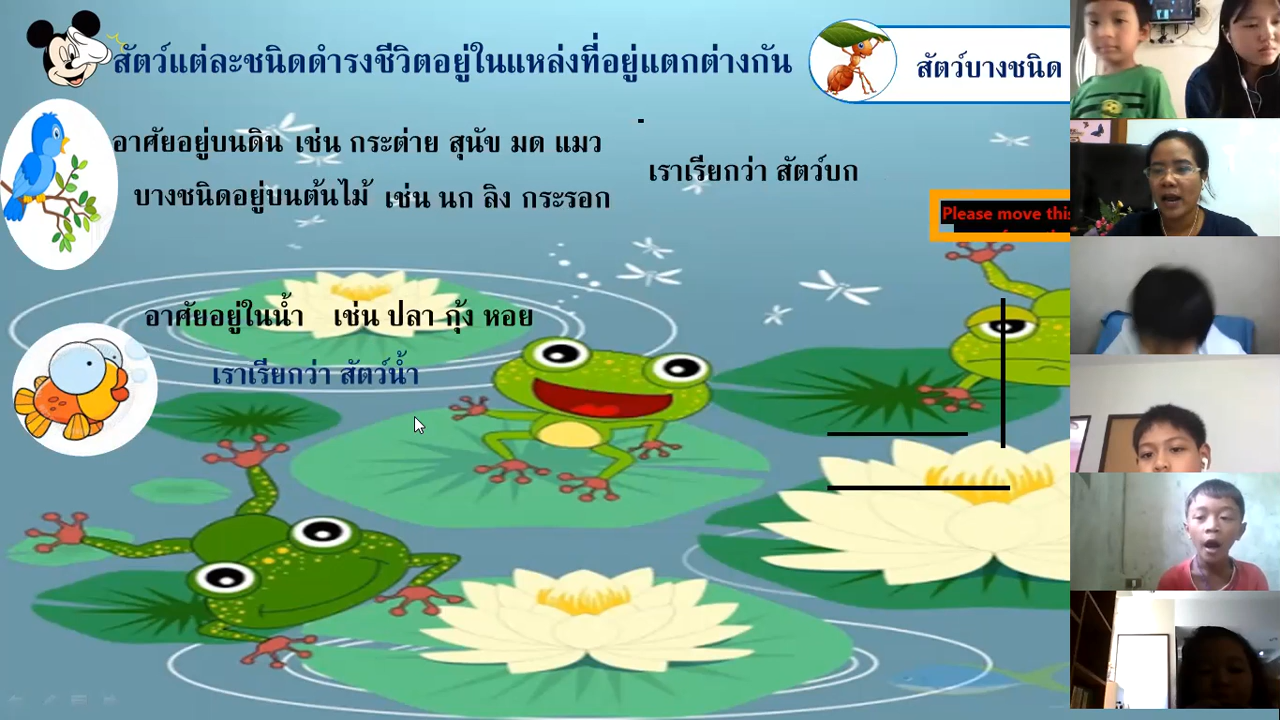 สัตว์แต่ละชนิดดำรงชีวิตอยู่ในแหล่งที่อยู่แตกต่างกัน
สัตว์บางชนิด
อาศัยอยู่บนดิน เช่น กระต่าย สุนัข มด แมว
เราเรียกว่า สัตว์บก
บางชนิดอยู่บนต้นไม้ เช่น นก ลิง กระรอก
Please move this
อาศัยอยู่ในน้ำ เช่น ปลา กุ้ง หอย
เราเรียกว่า สัตว์น้ำ